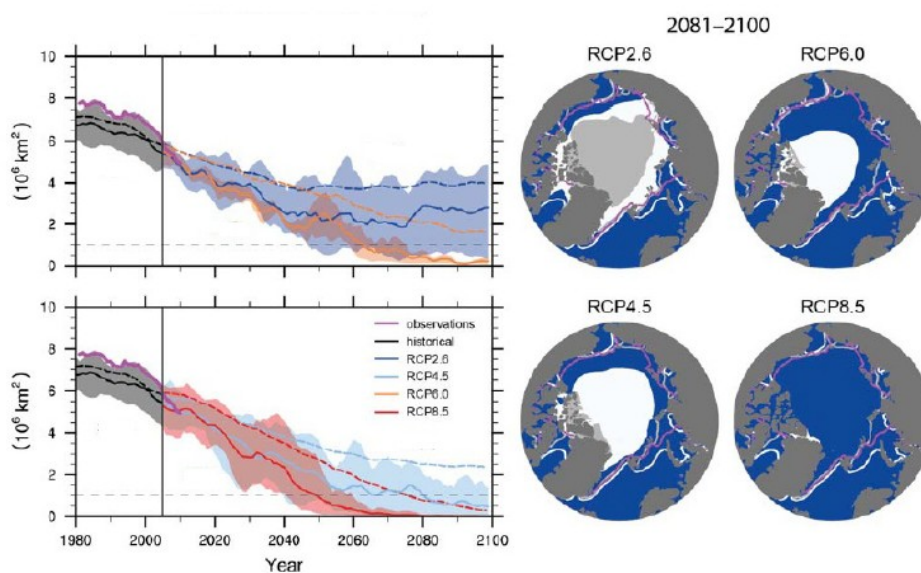 2081–2100
RCP2.6
RCP6.0
10
8
6
4
2
0
(10⁶ km²)
RCP4.5
RCP8.5
10
8
6
4
2
0
(10⁶ km²)
observations
historical
RCP2.6
RCP4.5
RCP6.0
RCP8.5
1980
2000
2020
2040
2060
2080
2100
Year